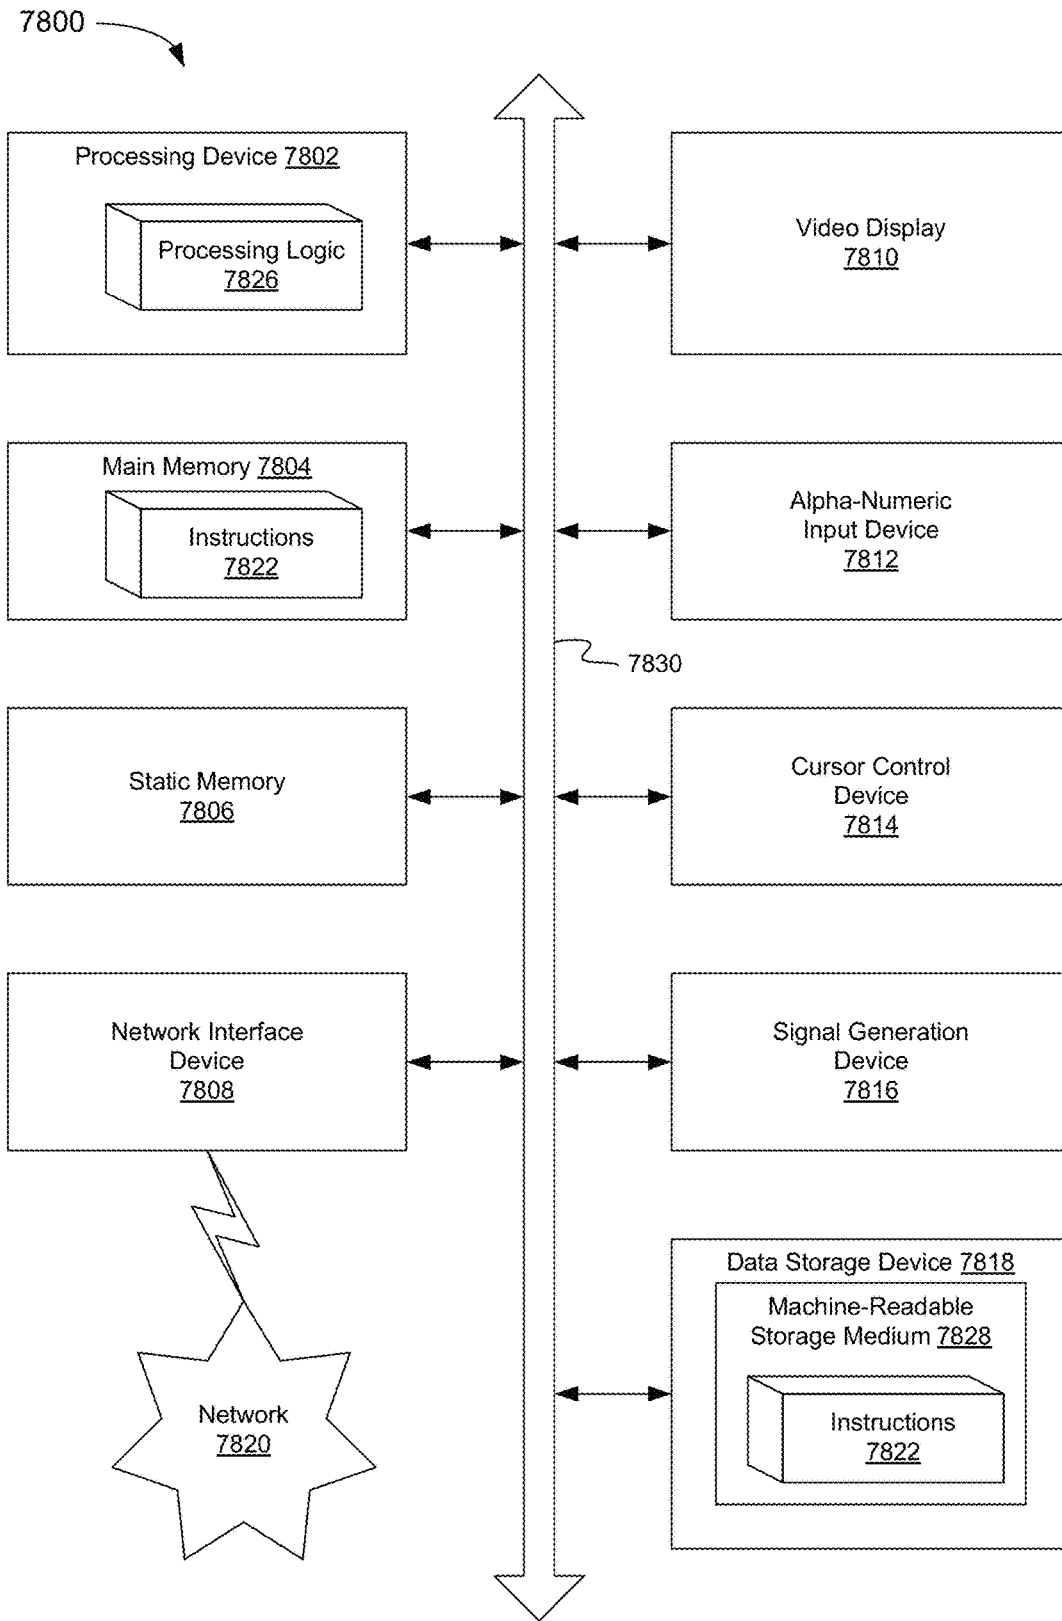 7800
Processing Device 7802
Processing Logic
7826
Video Display
7810
Main Memory 7804
Instructions
7822
Alpha-Numeric
Input Device
7812
7830
Static Memory
7806
Cursor Control
Device
7814
Network Interface
Device
7808
Signal Generation
Device
7816
Data Storage Device 7818
Machine-Readable
Storage Medium 7828
Instructions
7822
Network
7820